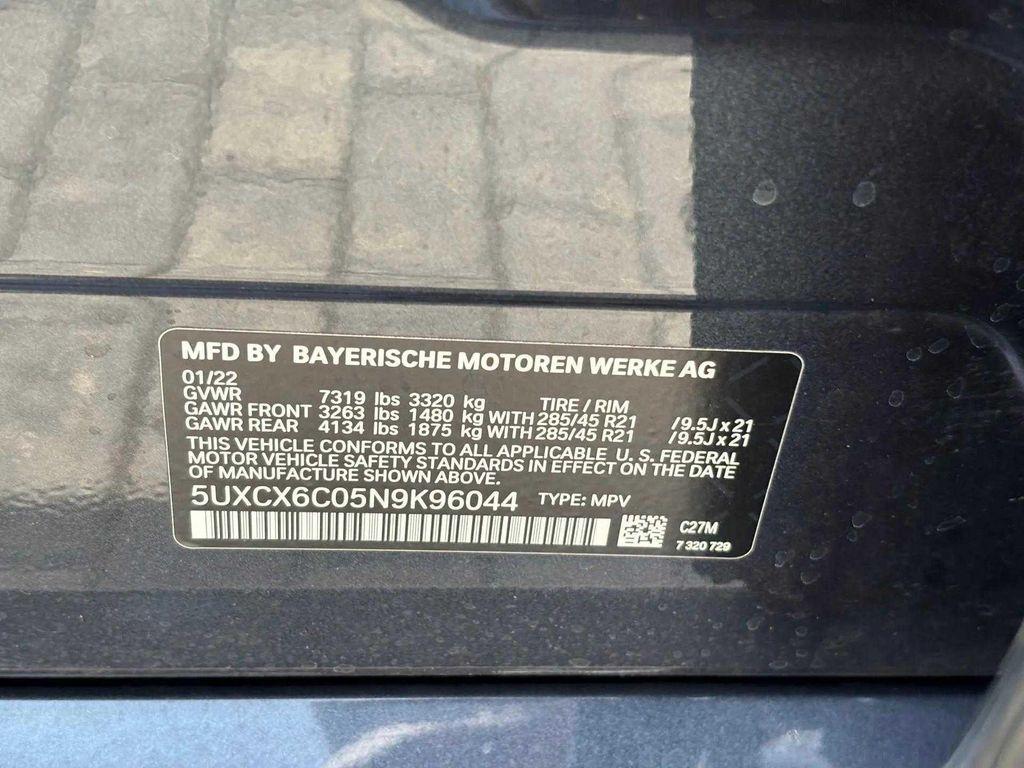 MFD BY BAYERISCHE MOTOREN WERKE AG
01/22
GVWR 7319 lbs 3320 kg TIRE / RIM
GAWR FRONT 3263 lbs 1480 kg WITH 285/45 R21 /9.5J x 21
GAWR REAR 4134 lbs 1875 kg WITH 285/45 R21 /9.5J x 21
THIS VEHICLE CONFORMS TO ALL APPLICABLE U. S. FEDERAL
MOTOR VEHICLE SAFETY STANDARDS IN EFFECT ON THE DATE
OF MANUFACTURE SHOWN ABOVE.
5UXCX6C05N9K96044 TYPE: MPV
C27M
7 320 729